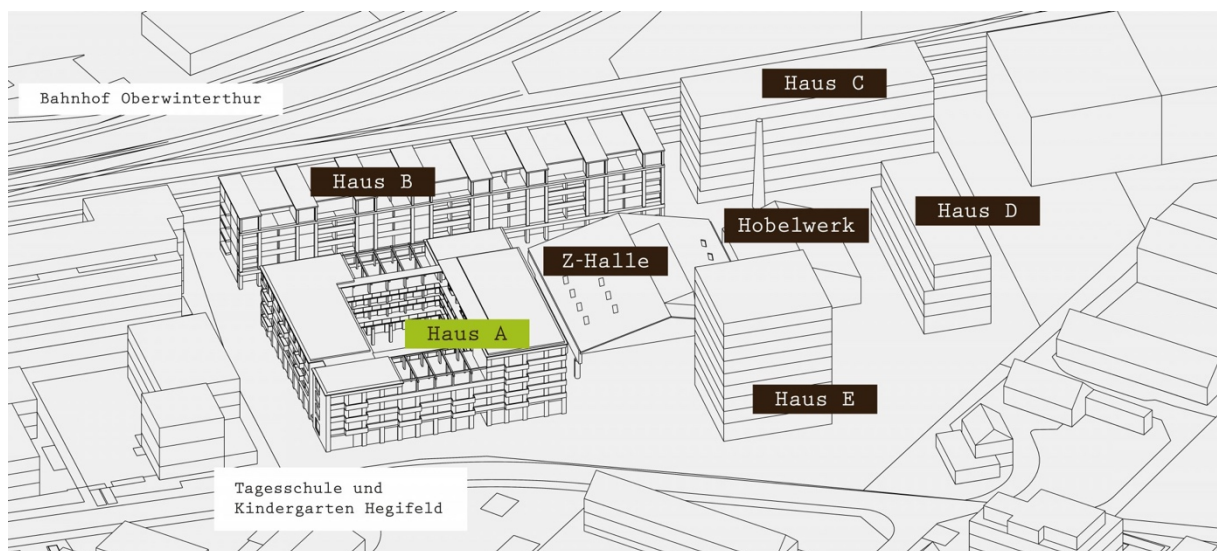 Haus C
Bahnhof Oberwinterthur
Haus B
Haus D
Hobelwerk
Z-Halle
Haus A
Haus E
Tagesschule und
Kindergarten Hegifeld